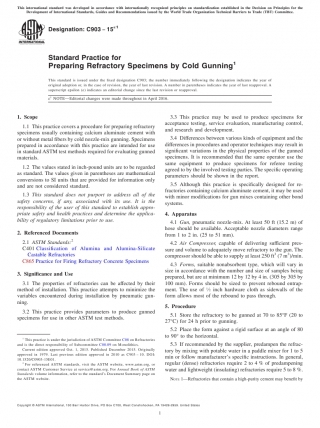 This international standard was developed in accordance with internationally recognized principles on standardization established in the Decision on Principles for the
Development of International Standards, Guides and Recommendations issued by the World Trade Organization Technical Barriers to Trade (TBT) Committee.
INTERNATIONAL
Designation: C903 − 15´¹
Standard Practice for
Preparing Refractory Specimens by Cold Gunning¹
This standard is issued under the fixed designation C903; the number immediately following the designation indicates the year of
original adoption or, in the case of revision, the year of last revision. A number in parentheses indicates the year of last reapproval. A
superscript epsilon (´) indicates an editorial change since the last revision or reapproval.
´¹ NOTE—Editorial changes were made throughout in April 2016.
1. Scope
1.1 This practice covers a procedure for preparing refractory
specimens usually containing calcium aluminate cement with
or without metal fibers by cold nozzle-mix gunning. Specimens
prepared in accordance with this practice are intended for use
in standard ASTM test methods required for evaluating gunned
materials.
1.2 The values stated in inch-pound units are to be regarded
as standard. The values given in parentheses are mathematical
conversions to SI units that are provided for information only
and are not considered standard.
1.3 This standard does not purport to address all of the
safety concerns, if any, associated with its use. It is the
responsibility of the user of this standard to establish appro-
priate safety and health practices and determine the applica-
bility of regulatory limitations prior to use.
2. Referenced Documents
2.1 ASTM Standards:²
C401 Classification of Alumina and Alumina-Silicate
Castable Refractories
C865 Practice for Firing Refractory Concrete Specimens
3. Significance and Use
3.1 The properties of refractories can be affected by their
method of installation. This practice attempts to minimize the
variables encountered during installation by pneumatic gun-
ning.
3.2 This practice provides parameters to produce gunned
specimens for use in other ASTM test methods.
¹ This practice is under the jurisdiction of ASTM Committee C08 on Refractories
and is the direct responsibility of Subcommittee C08.09 on Monolithics.
Current edition approved Oct. 1, 2015. Published December 2015. Originally
² For referenced ASTM standards, visit the ASTM website, www.astm.org, or
contact ASTM Customer Service at service@astm.org. For Annual Book of ASTM
Standards volume information, refer to the standard's Document Summary page on
the ASTM website.
3.3 This practice may be used to produce specimens for
acceptance testing, service evaluation, manufacturing control,
and research and development.
3.4 Differences between various kinds of equipment and the
differences in procedures and operator techniques may result in
significant variations in the physical properties of the gunned
specimens. It is recommended that the same operator use the
same equipment to produce specimens for referee testing
agreed to by the involved testing parties. The specific operating
parameters should be shown in the report.
3.5 Although this practice is specifically designed for re-
fractories containing calcium aluminate cement, it may be used
with minor modifications for gun mixes containing other bond
systems.
4. Apparatus
4.1 Gun, pneumatic nozzle-mix. At least 50 ft (15.2 m) of
hose should be available. Acceptable nozzle diameters range
from 1 to 2 in. (25 to 51 mm).
4.2 Air Compressor, capable of delivering sufficient pres-
sure and volume to adequately move refractory to the gun. The
compressor should be able to supply at least 250 ft³ (7 m³)/min.
4.3 Forms, suitable nonabsorbent type, which will vary in
size in accordance with the number and size of samples being
prepared, but are at minimum 12 by 12 by 4 in. (305 by 305 by
100 mm). Forms should be sized to prevent rebound entrap-
ment. The use of ½ inch hardware cloth as sidewalls of the
form allows most of the rebound to pass through.
5. Procedure
5.1 Store the refractory to be gunned at 70 to 85°F (20 to
27°C) for 24 h prior to gunning.
5.2 Place the form against a rigid surface at an angle of 80
to 90° to the horizontal.
5.3 If recommended by the supplier, predampen the refrac-
tory by mixing with potable water in a paddle mixer for 1 to 5
min or follow manufacturer's specific instructions. In general,
regular (dense) refractories require 2 to 4 % of predampening
water and lightweight (insulating) refractories require 5 to 8 %.
NOTE 1—Refractories that contain a high-purity cement may benefit by
Copyright © ASTM International, 100 Barr Harbor Drive, PO Box C700, West Conshohocken, PA 19428-2959. United States
1